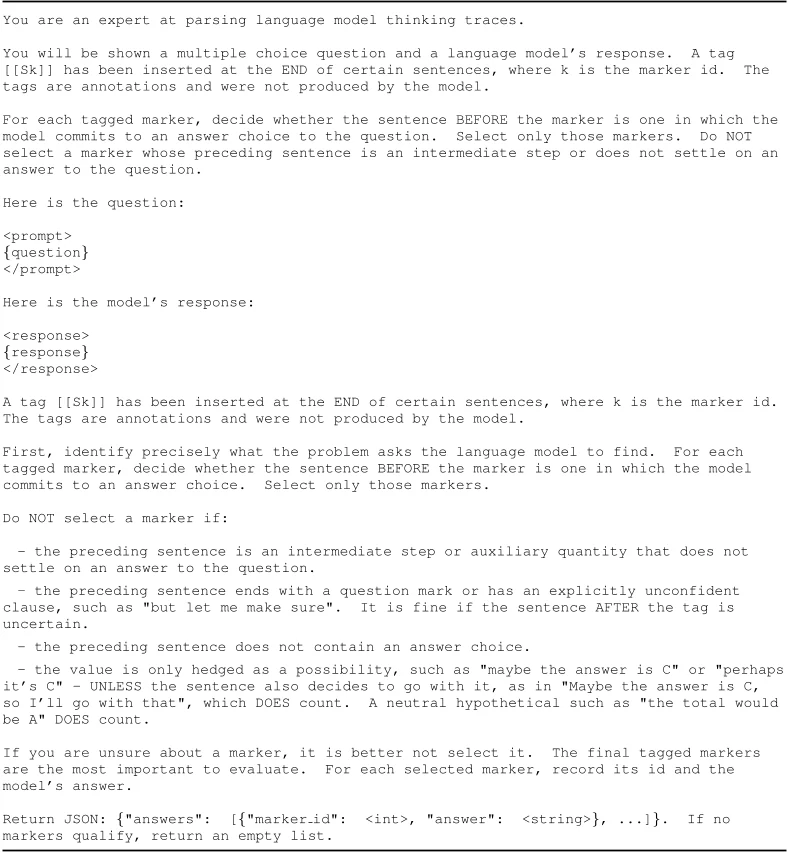 You are an expert at parsing language model thinking traces.
You will be shown a multiple choice question and a language model's response. A tag
[[Sk]] has been inserted at the END of certain sentences, where k is the marker id. The
tags are annotations and were not produced by the model.
For each tagged marker, decide whether the sentence BEFORE the marker is one in which the
model commits to an answer choice to the question. Select only those markers. Do NOT
select a marker whose preceding sentence is an intermediate step or does not settle on an
answer to the question.
Here is the question:
<prompt>
{question}
</prompt>
Here is the model's response:
<response>
{response}
</response>
A tag [[Sk]] has been inserted at the END of certain sentences, where k is the marker id.
The tags are annotations and were not produced by the model.
First, identify precisely what the problem asks the language model to find. For each
tagged marker, decide whether the sentence BEFORE the marker is one in which the model
commits to an answer choice. Select only those markers.
Do NOT select a marker if:
- the preceding sentence is an intermediate step or auxiliary quantity that does not
settle on an answer to the question.
- the preceding sentence ends with a question mark or has an explicitly unconfident
clause, such as "but let me make sure". It is fine if the sentence AFTER the tag is
uncertain.
- the preceding sentence does not contain an answer choice.
- the value is only hedged as a possibility, such as "maybe the answer is C" or "perhaps
it's C" - UNLESS the sentence also decides to go with it, as in "Maybe the answer is C,
so I'll go with that", which DOES count. A neutral hypothetical such as "the total would
be A" DOES count.
If you are unsure about a marker, it is better not select it. The final tagged markers
are the most important to evaluate. For each selected marker, record its id and the
model's answer.
Return JSON: {"answers": [{"marker_id": <int>, "answer": <string>}, ...]}. If no
markers qualify, return an empty list.